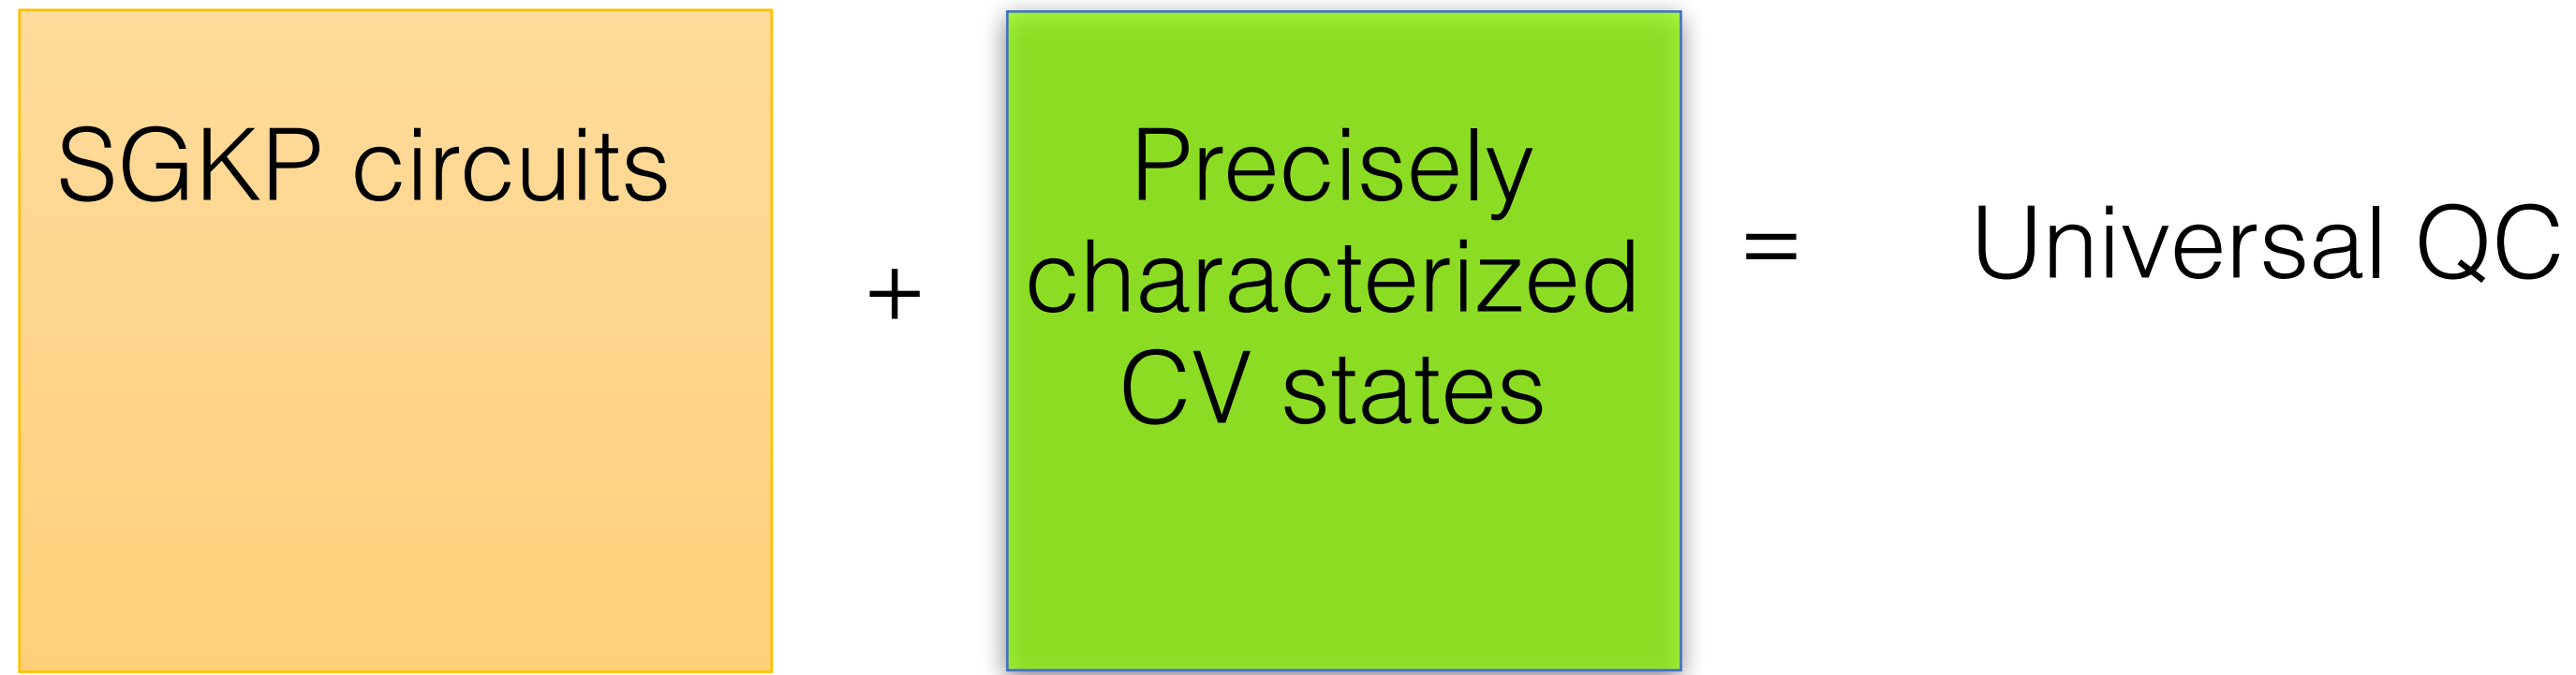 SGKP circuits
+
Precisely
characterized
CV states
=
Universal QC